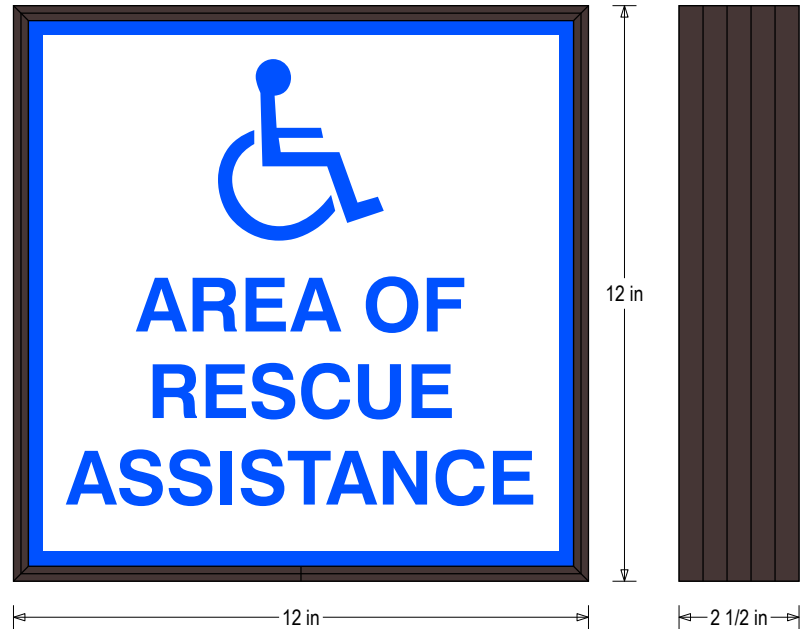 AREA OF
RESCUE
ASSISTANCE
12 in
12 in
2 1/2 in